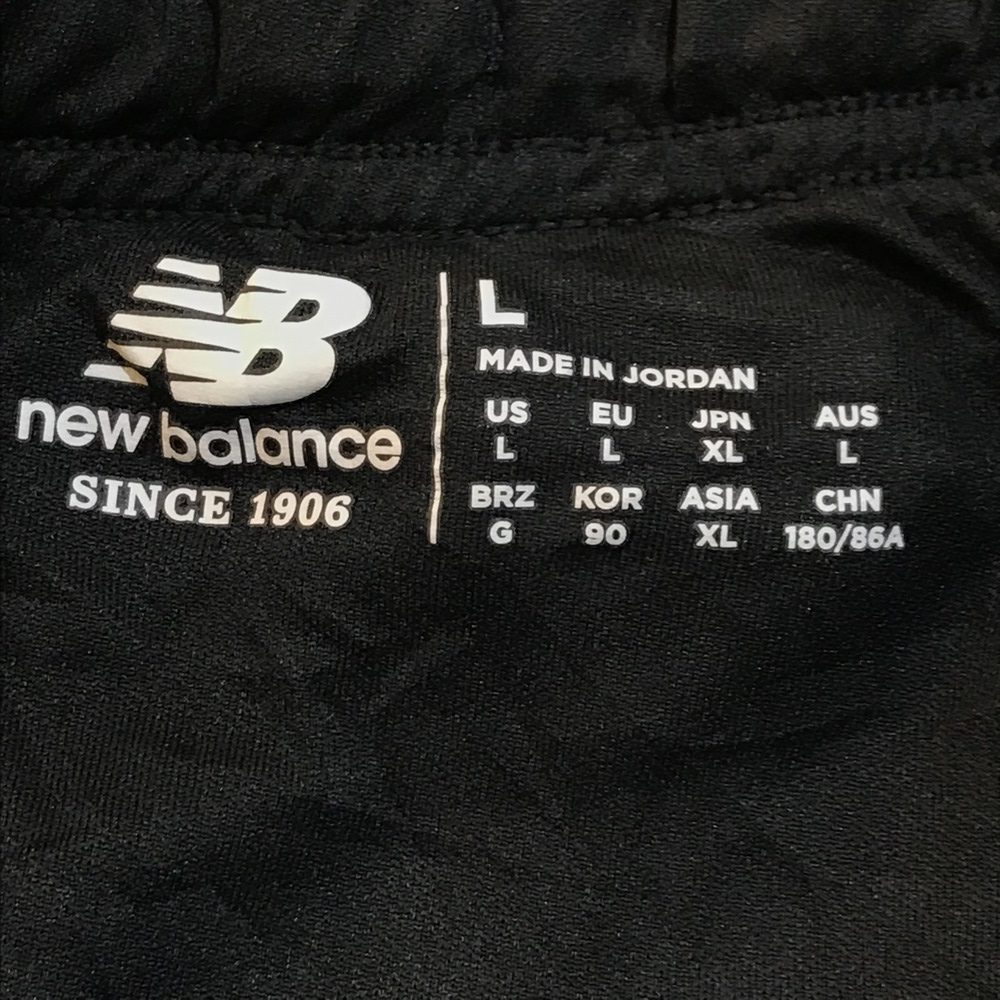 NB
new balance
SINCE 1906
L
MADE IN JORDAN
US EU JPN AUS
L L XL L
BRZ KOR ASIA CHN
G 90 XL 180/86A